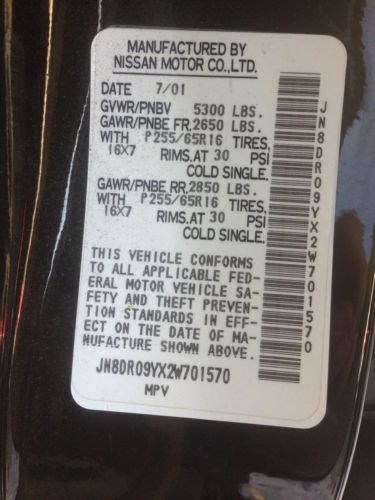 MANUFACTURED BY
NISSAN MOTOR CO., LTD.
DATE 7/01
GVWR/PNBV 5300 LBS.
GAWR/PNBE FR. 2650 LBS.
WITH P255/65R16 TIRES,
16X7 RIMS, AT 30 PSI
COLD SINGLE.
GAWR/PNBE RR. 2850 LBS.
WITH P255/65R16 TIRES,
16X7 RIMS, AT 30 PSI
COLD SINGLE.
THIS VEHICLE CONFORMS
TO ALL APPLICABLE FED-
ERAL MOTOR VEHICLE SA-
FETY AND THEFT PREVEN-
TION STANDARDS IN EFF-
ECT ON THE DATE OF MA-
NUFACTURE SHOWN ABOVE.
JN8DR09YX2W701570
MPV
JN8DR09YX2W701570